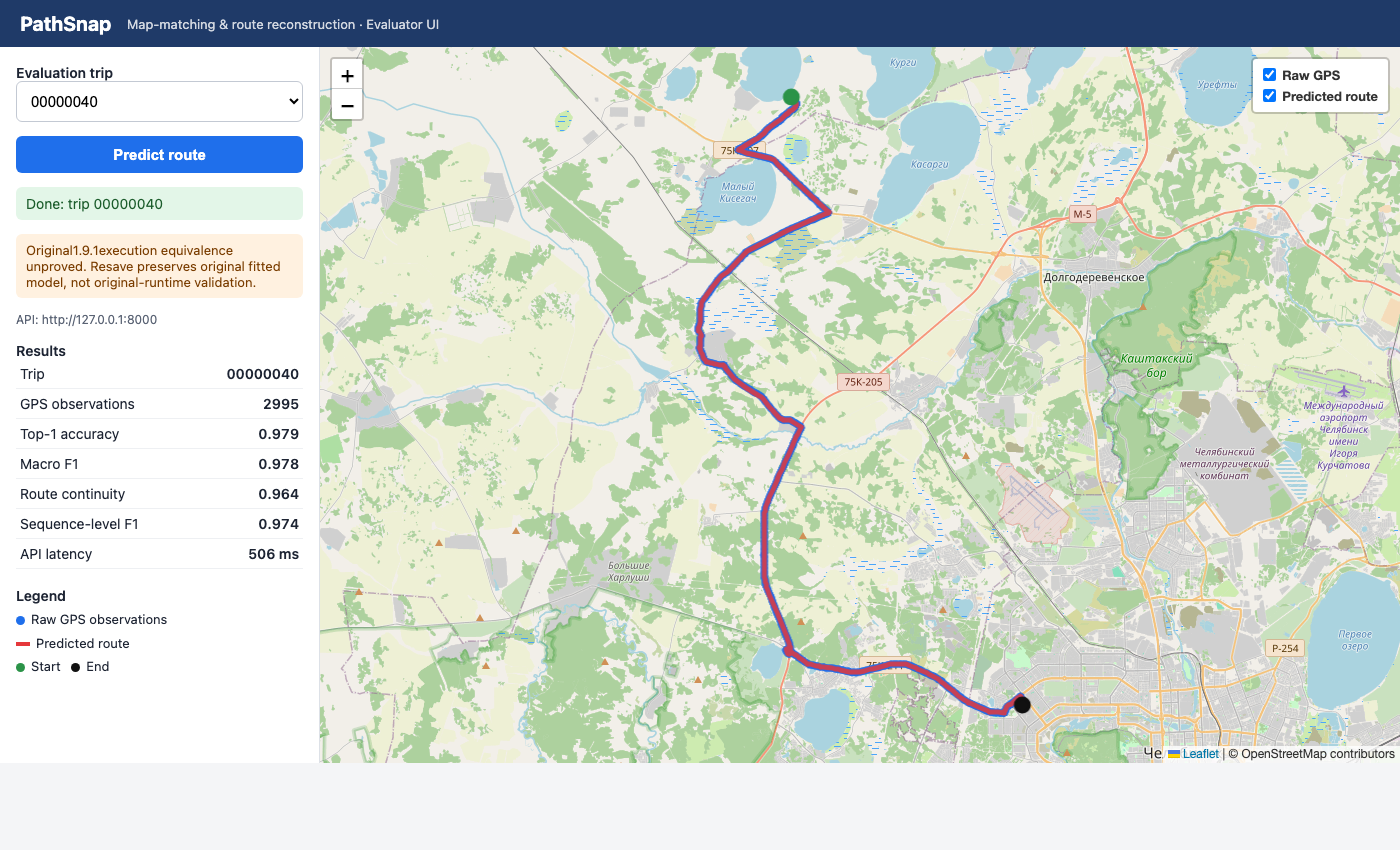 PathSnap
Map-matching & route reconstruction · Evaluator UI
Evaluation trip
00000040
Predict route
Done: trip 00000040
Original1.9.1execution equivalence
unproved. Resave preserves original fitted
model, not original-runtime validation.
API: http://127.0.0.1:8000
Results
Trip 00000040
GPS observations 2995
Top-1 accuracy 0.979
Macro F1 0.978
Route continuity 0.964
Sequence-level F1 0.974
API latency 506 ms
Legend
Raw GPS observations
Predicted route
Start End
+
−
Raw GPS
Predicted route
Курги
Урефты
Касарги
Малый
Кисегач
М-5
Долгодеревенское
Каштакский
бор
75К-205
Международный
аэропорт
Челябинск
имени
Игоря
Курчатова
Челябинский
металлургический
комбинат
Большие
Харлуши
Первое
озеро
Р-254
Че
Leaflet | © OpenStreetMap contributors